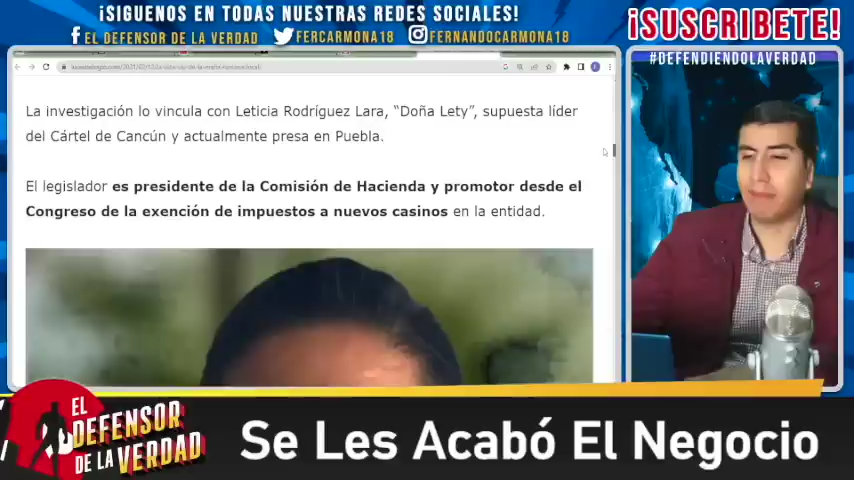 ¡SIGUENOS EN TODAS NUESTRAS REDES SOCIALES!
EL DEFENSOR DE LA VERDAD
FERCARMONA18
FERNANDOCARMONA18
¡SUSCRIBETE!
#DEFENDIENDOLAVERDAD
La investigación lo vincula con Leticia Rodríguez Lara, “Doña Lety”, supuesta líder
del Cártel de Cancún y actualmente presa en Puebla.
El legislador es presidente de la Comisión de Hacienda y promotor desde el
Congreso de la exención de impuestos a nuevos casinos en la entidad.
EL
DEFENSOR
DE LA VERDAD
Se Les Acabó El Negocio